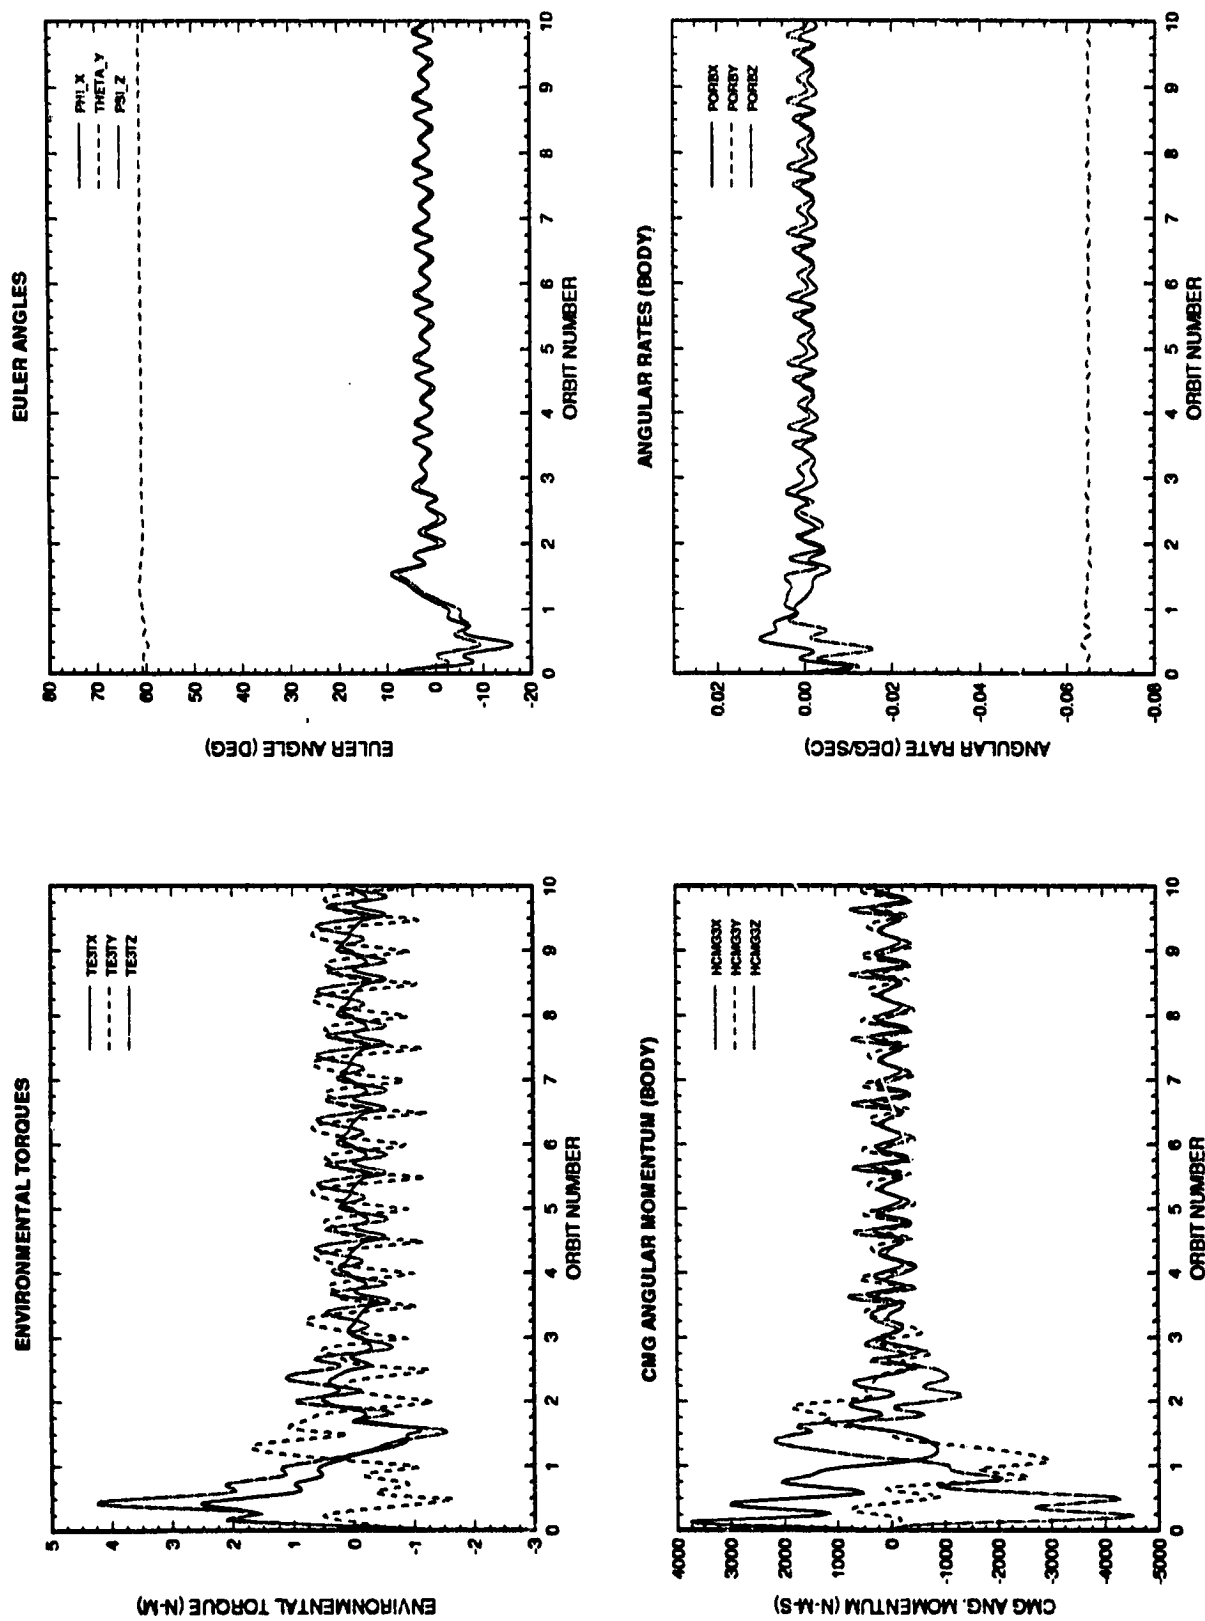 ENVIRONMENTAL TORQUES
ENVIRONMENTAL TORQUE (N-M)
5
4
3
2
1
0
-1
-2
-3
TESTX
TESTY
TESTZ
0 1 2 3 4 5 6 7 8 9 10
ORBIT NUMBER
EULER ANGLES
EULER ANGLE (DEG)
80
70
60
50
40
30
20
10
0
-10
-20
PHI_X
THETA_Y
PSI_Z
0 1 2 3 4 5 6 7 8 9 10
ORBIT NUMBER
CMG ANGULAR MOMENTUM (BODY)
CMG ANG. MOMENTUM (N-M-S)
4000
3000
2000
1000
0
-1000
-2000
-3000
-4000
-5000
HCMG3X
HCMG3Y
HCMG3Z
0 1 2 3 4 5 6 7 8 9 10
ORBIT NUMBER
ANGULAR RATES (BODY)
ANGULAR RATE (DEG/SEC)
0.02
0.00
-0.02
-0.04
-0.06
-0.08
PORBX
PORBY
PORBZ
0 1 2 3 4 5 6 7 8 9 10
ORBIT NUMBER